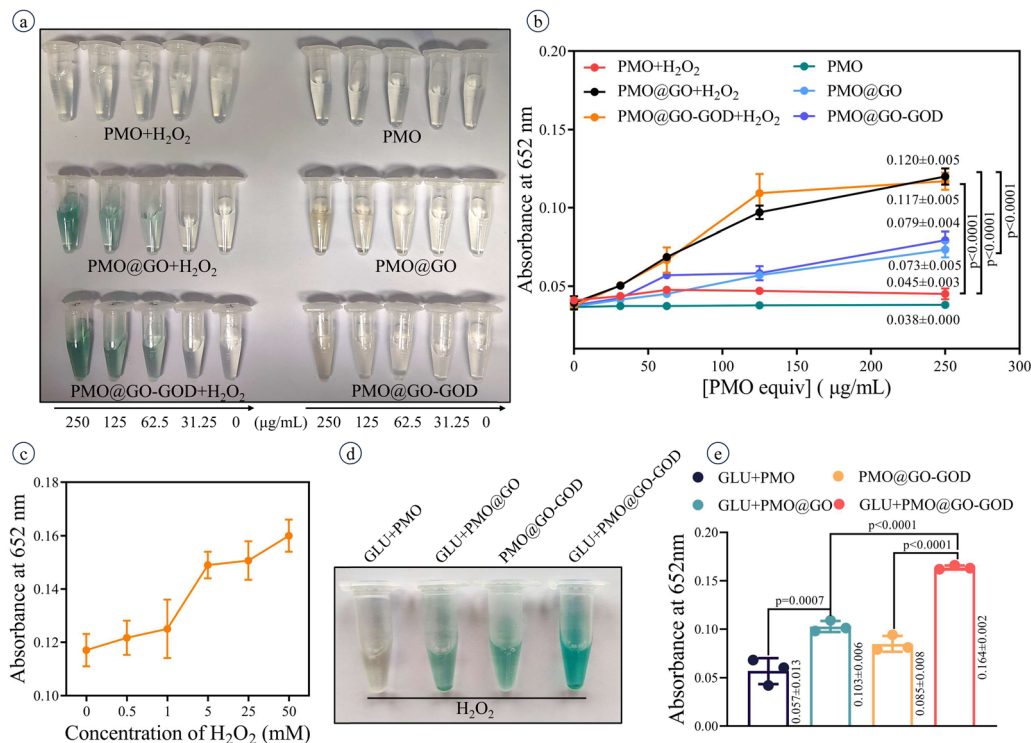 a
PMO+H₂O₂
PMO
PMO@GO+H₂O₂
PMO@GO
PMO@GO-GOD+H₂O₂
PMO@GO-GOD
250 125 62.5 31.25 0 (μg/mL) 250 125 62.5 31.25 0
b
0.20
0.15
0.10
0.05
0.00
Absorbance at 652 nm
PMO+H₂O₂
PMO@GO+H₂O₂
PMO@GO-GOD+H₂O₂
PMO
PMO@GO
PMO@GO-GOD
0.120±0.005
0.117±0.005
0.079±0.004
0.073±0.005
0.045±0.003
0.038±0.000
p<0.0001
p<0.0001
p<0.0001
0 50 100 150 200 250 300
[PMO equiv] ( μg/mL)
c
Absorbance at 652 nm
0.18
0.16
0.14
0.12
0.10
0 0.5 1 5 25 50
Concentration of H₂O₂ (mM)
d
GLU+PMO
GLU+PMO@GO
PMO@GO-GOD
GLU+PMO@GO-GOD
H₂O₂
e
GLU+PMO
PMO@GO-GOD
GLU+PMO@GO
GLU+PMO@GO-GOD
Absorbance at 652nm
0.20
0.15
0.10
0.05
0.00
p<0.0001
p<0.0001
p=0.0007
0.057±0.013
0.103±0.006
0.085±0.008
0.164±0.002